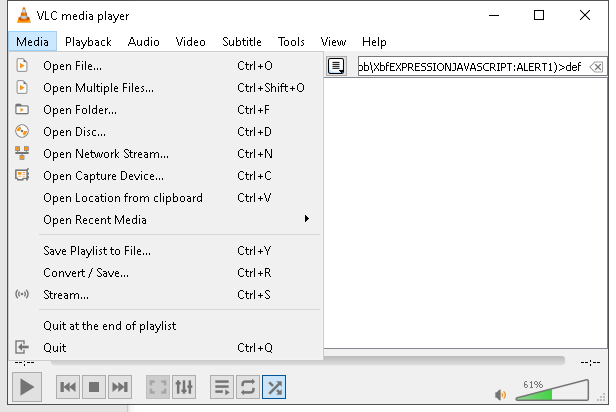 VLC media player
Media Playback Audio Video Subtitle Tools View Help
ob\XbfEXPRESSIONJAVASCRIPT:ALERT1)>def
Open File... Ctrl+O
Open Multiple Files... Ctrl+Shift+O
Open Folder... Ctrl+F
Open Disc... Ctrl+D
Open Network Stream... Ctrl+N
Open Capture Device... Ctrl+C
Open Location from clipboard Ctrl+V
Open Recent Media
Save Playlist to File... Ctrl+Y
Convert / Save... Ctrl+R
Stream... Ctrl+S
Quit at the end of playlist
Quit Ctrl+Q
--:-- --:--
61%